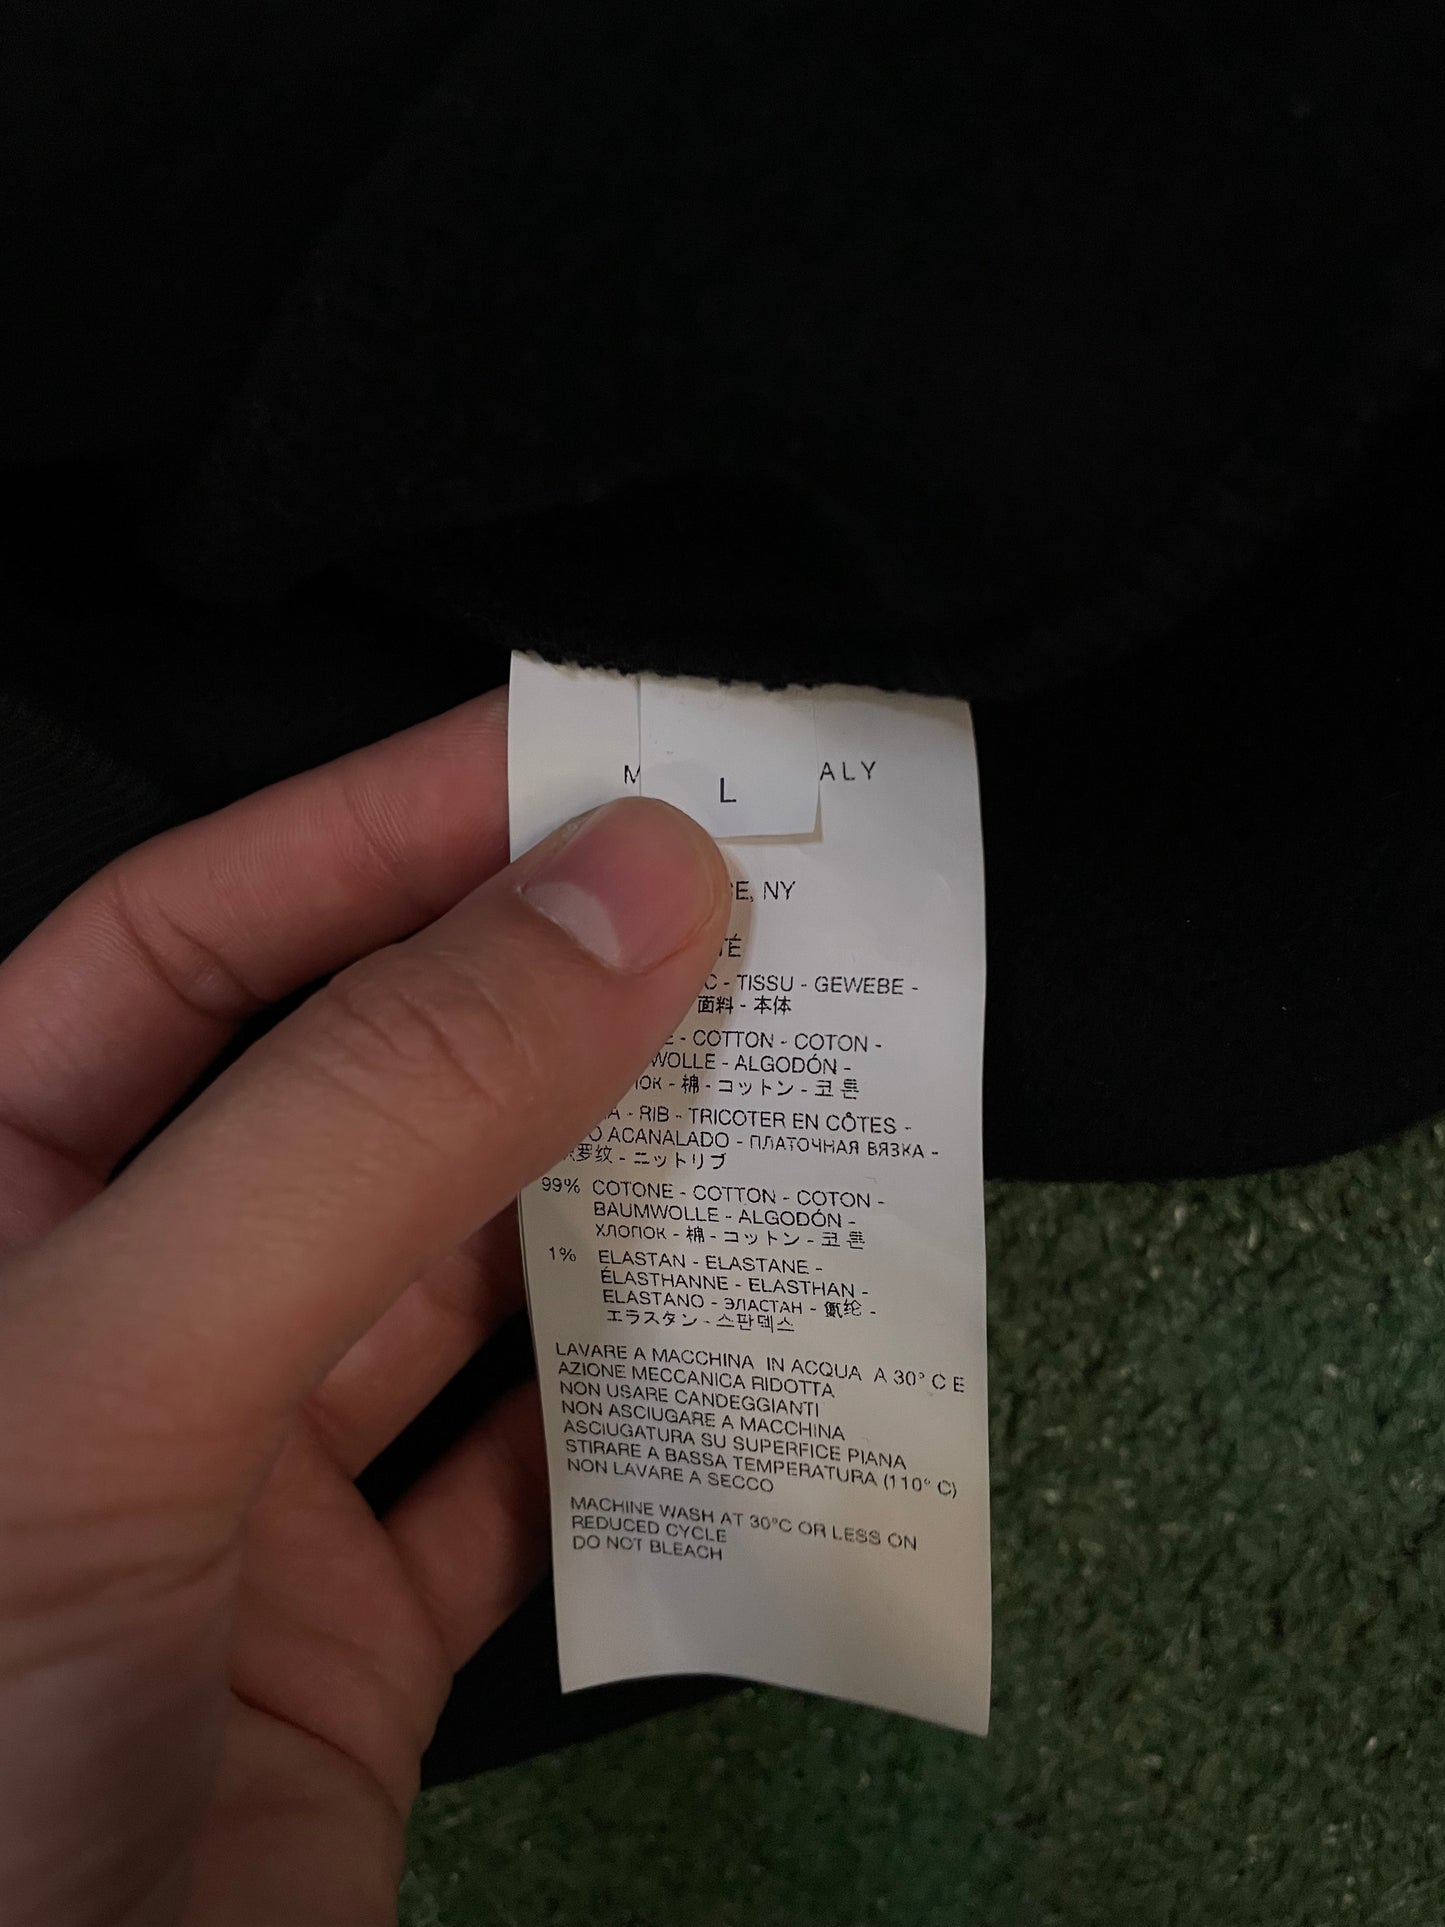 L
ALY
NY
TISSU - GEWEBE -
面料 - 本体
- COTTON - COTON -
- ALGODÓN -
- 棉 - コットン - 코튼
- RIB - TRICOTER EN CÔTES -
ACANALADO - ПЛАТОЧНАЯ ВЯЗКА -
罗纹 - ニットリブ
99% COTONE - COTTON - COTON -
BAUMWOLLE - ALGODÓN -
ХЛОПОК - 棉 - コットン - 코튼
1% ELASTAN - ELASTANE -
ÉLASTHANNE - ELASTHAN -
ELASTANO - ЭЛАСТАН - 氨纶 -
エラスタン - 스판덱스
LAVARE A MACCHINA IN ACQUA A 30° C E
AZIONE MECCANICA RIDOTTA
NON USARE CANDEGGIANTI
NON ASCIUGARE A MACCHINA
ASCIUGATURA SU SUPERFICE PIANA
STIRARE A BASSA TEMPERATURA (110° C)
NON LAVARE A SECCO
MACHINE WASH AT 30°C OR LESS ON
REDUCED CYCLE
DO NOT BLEACH